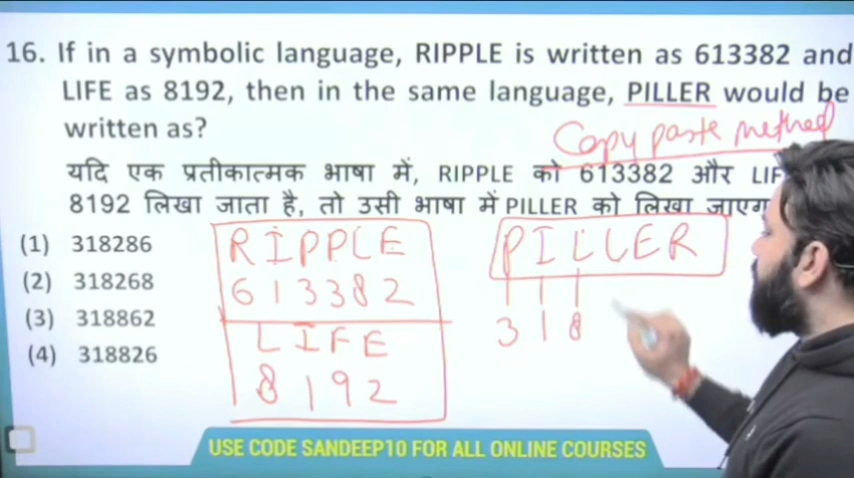 16. If in a symbolic language, RIPPLE is written as 613382 and
LIFE as 8192, then in the same language, PILLER would be
written as?
Copy paste method
यदि एक प्रतीकात्मक भाषा में, RIPPLE को 613382 और LIF
8192 लिखा जाता है, तो उसी भाषा में PILLER को लिखा जाएग
(1) 318286
(2) 318268
(3) 318862
(4) 318826
RIPPLE
613382
LIFE
8192
PILLER
318
USE CODE SANDEEP10 FOR ALL ONLINE COURSES